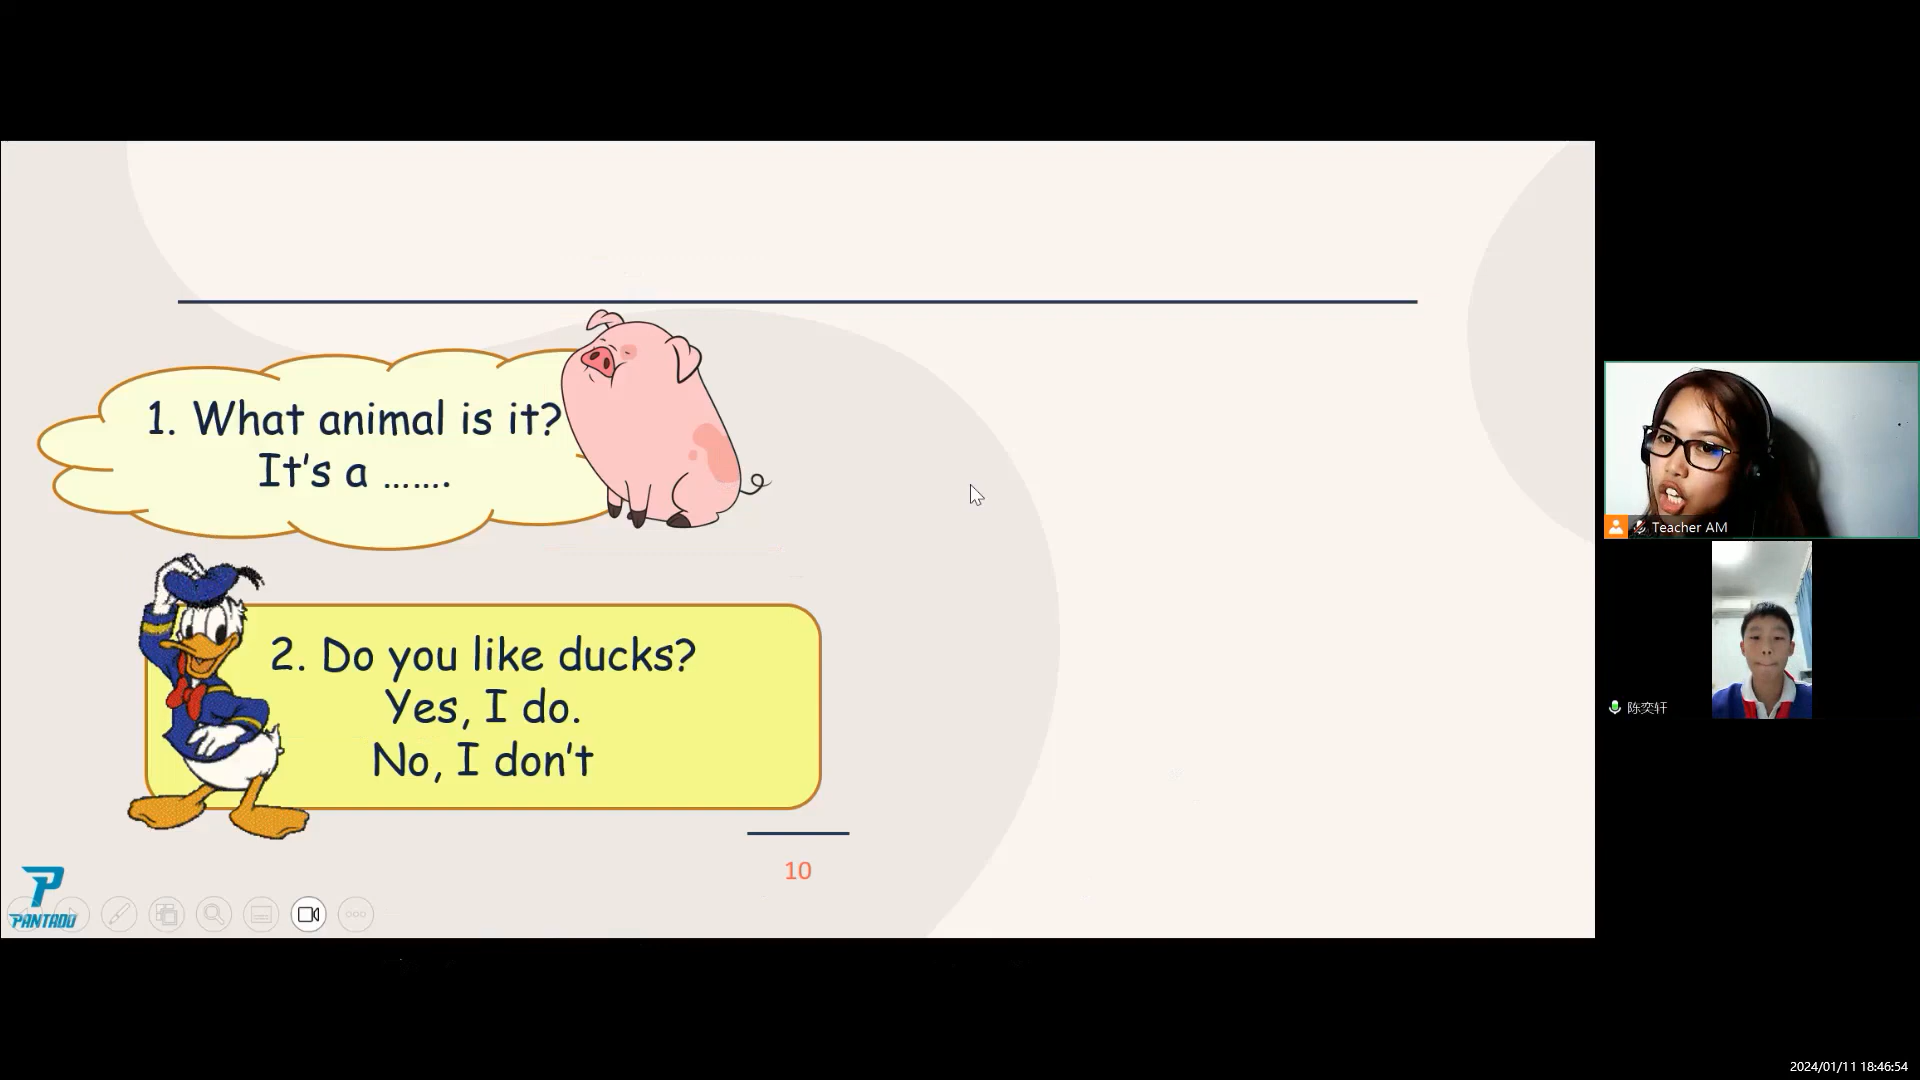 1. What animal is it?
It's a .......
2. Do you like ducks?
Yes, I do.
No, I don't
10
PANTADO
Teacher AM
陈奕轩
2024/01/11 18:46:54